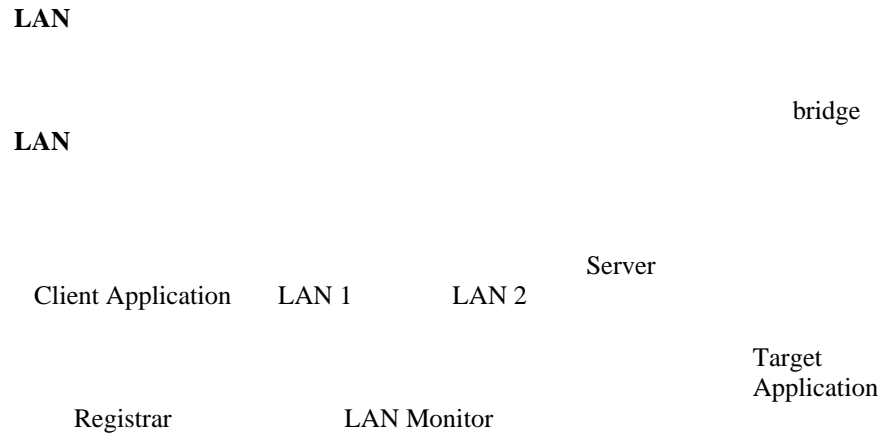 LAN
bridge
LAN
Server
Client Application LAN 1 LAN 2
Target
Application
Registrar LAN Monitor